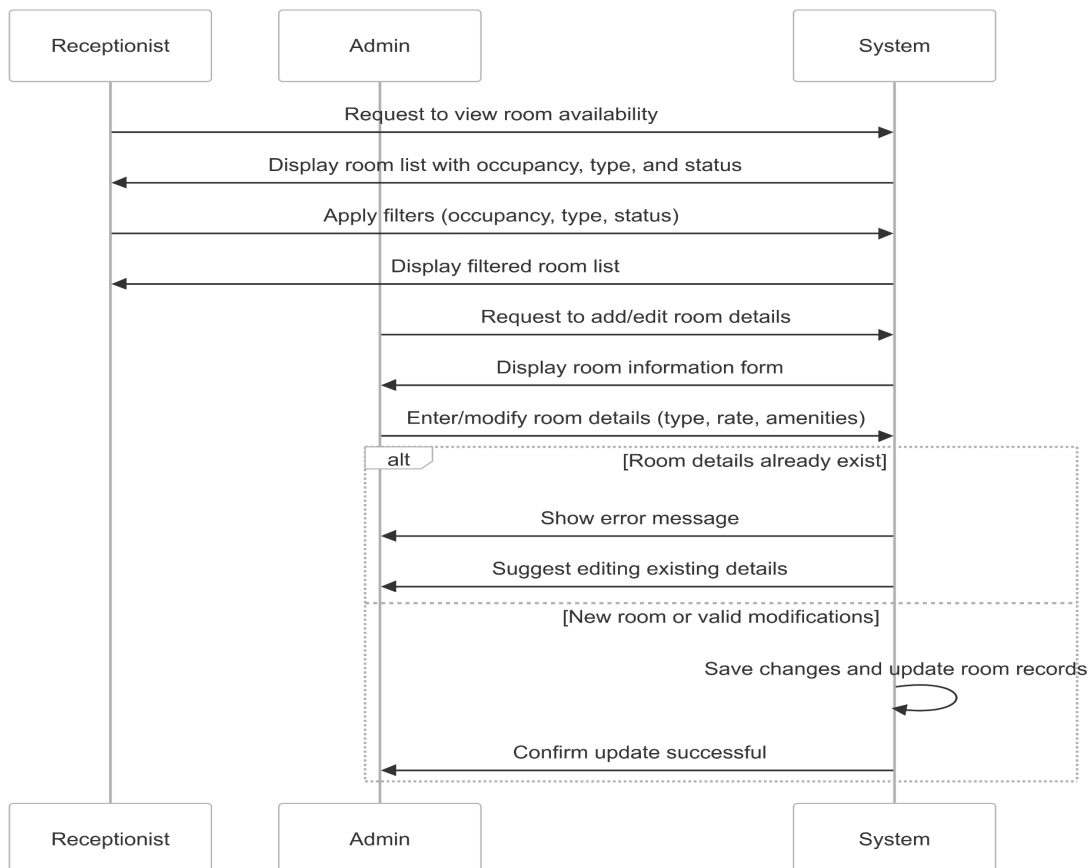 Receptionist
Admin
System
Request to view room availability
Display room list with occupancy, type, and status
Apply filters (occupancy, type, status)
Display filtered room list
Request to add/edit room details
Display room information form
Enter/modify room details (type, rate, amenities)
alt
[Room details already exist]
Show error message
Suggest editing existing details
[New room or valid modifications]
Save changes and update room records
Confirm update successful
Receptionist
Admin
System